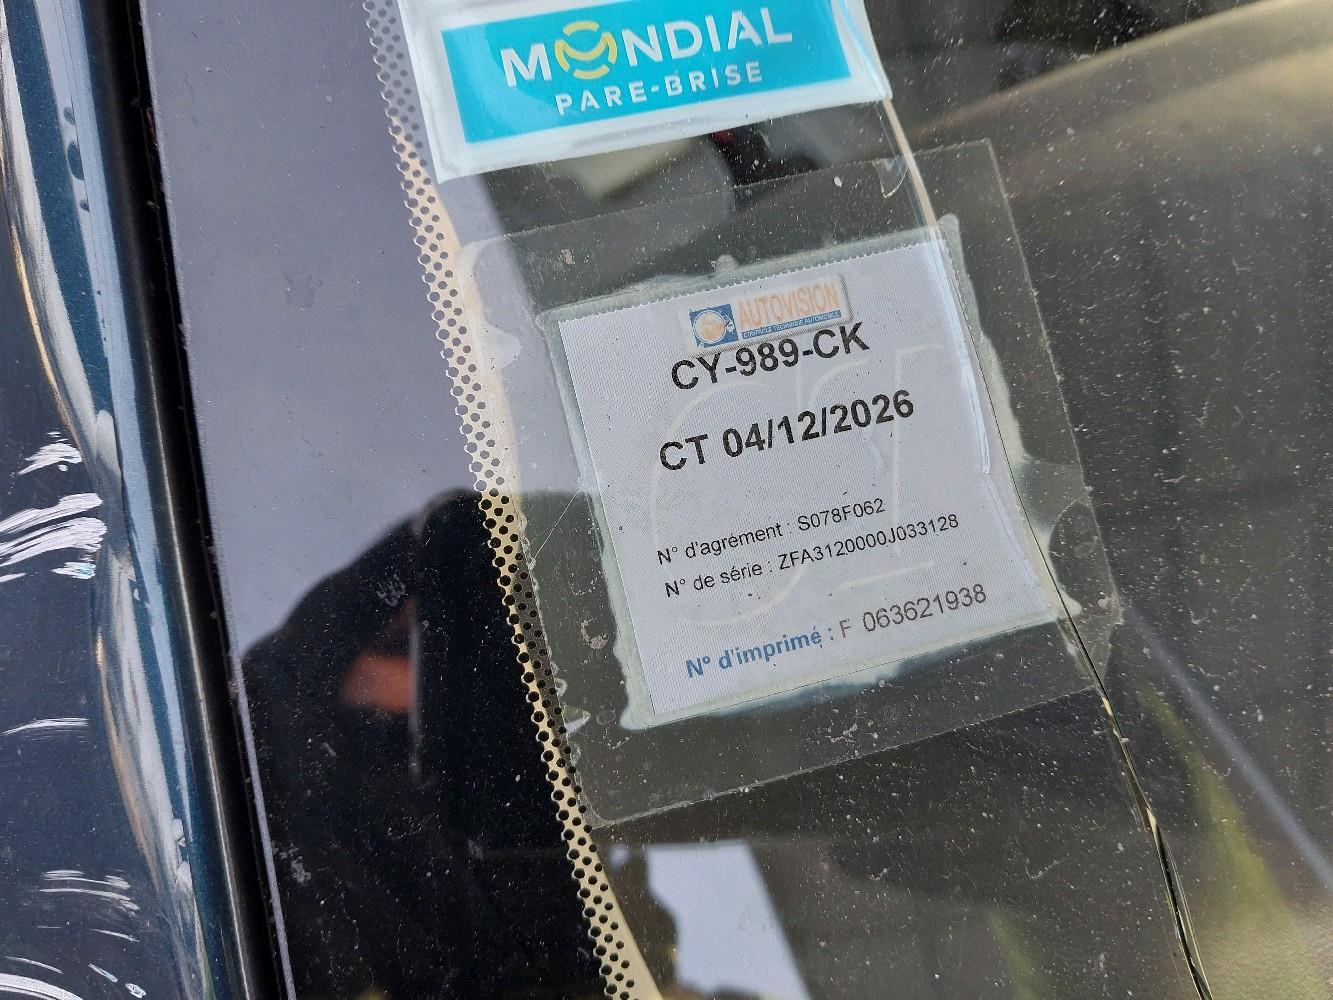 MONDIAL
PARE-BRISE
AUTOVISION
CONTRÔLE TECHNIQUE AUTOMOBILE
CY-989-CK
CT 04/12/2026
N° d'agrément : S078F062
N° de série : ZFA3120000J033128
N° d'imprimé : F 063621938